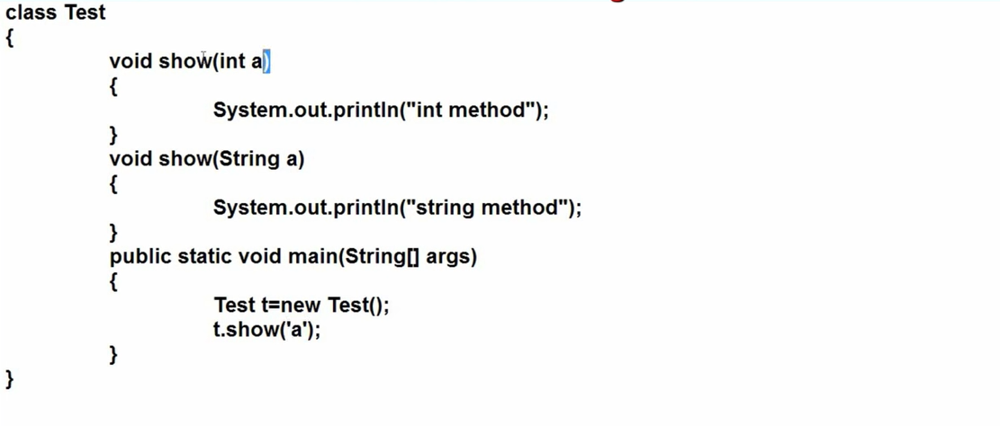 class Test
{
void show(int a)
{
System.out.println("int method");
}
void show(String a)
{
System.out.println("string method");
}
public static void main(String[] args)
{
Test t=new Test();
t.show('a');
}
}